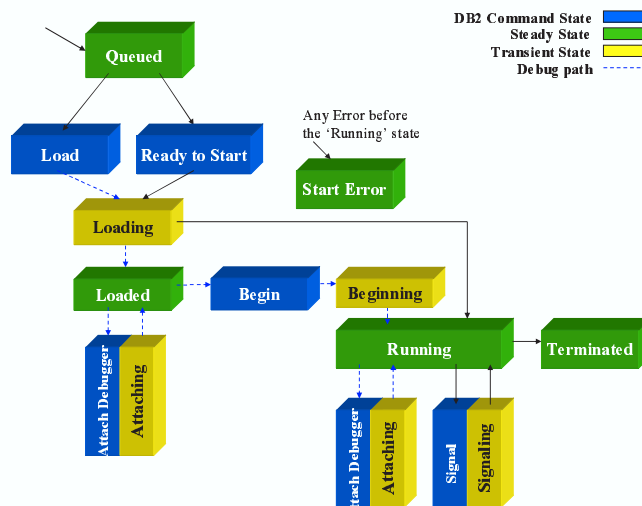 DB2 Command State
Steady State
Transient State
Debug path
Queued
Load
Ready to Start
Any Error before
the ‘Running’ state
Start Error
Loading
Loaded
Begin
Beginning
Running
Terminated
Attach Debugger
Attaching
Attach Debugger
Attaching
Signal
Signaling